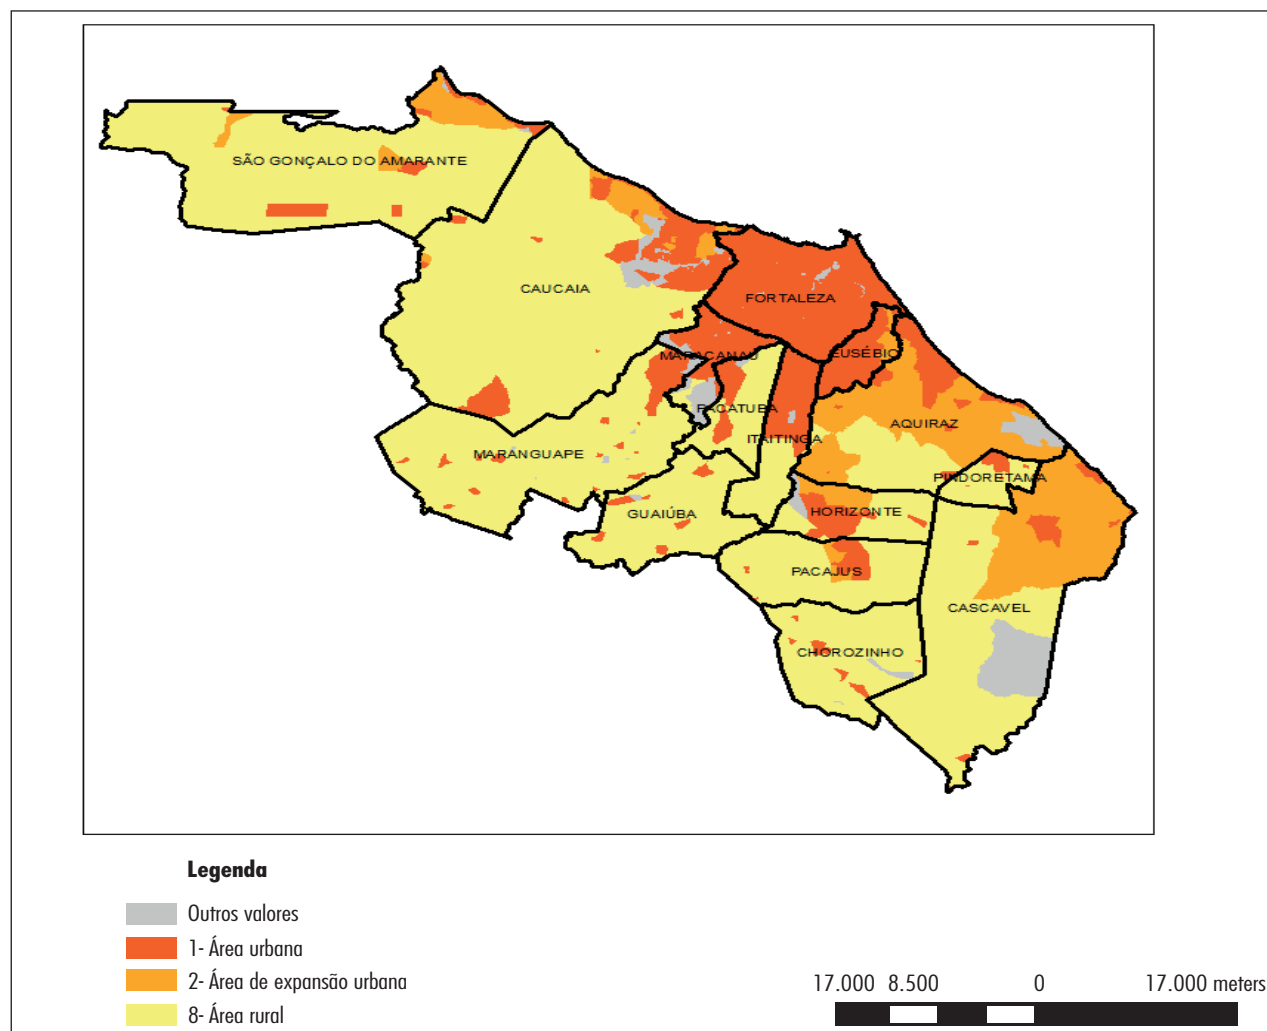 SÃO GONÇALO DO AMARANTE
CAUCAIA
FORTALEZA
MARACANAÚ
EUSÉBIO
PACATUBA
AQUIRAZ
ITAITINGA
MARANGUAPE
PINDORETAMA
GUAIÚBA
HORIZONTE
PACAJUS
CASCAVEL
CHOROZINHO
Legenda
Outros valores
1- Área urbana
2- Área de expansão urbana
8- Área rural
17.000 8.500 0 17.000 meters